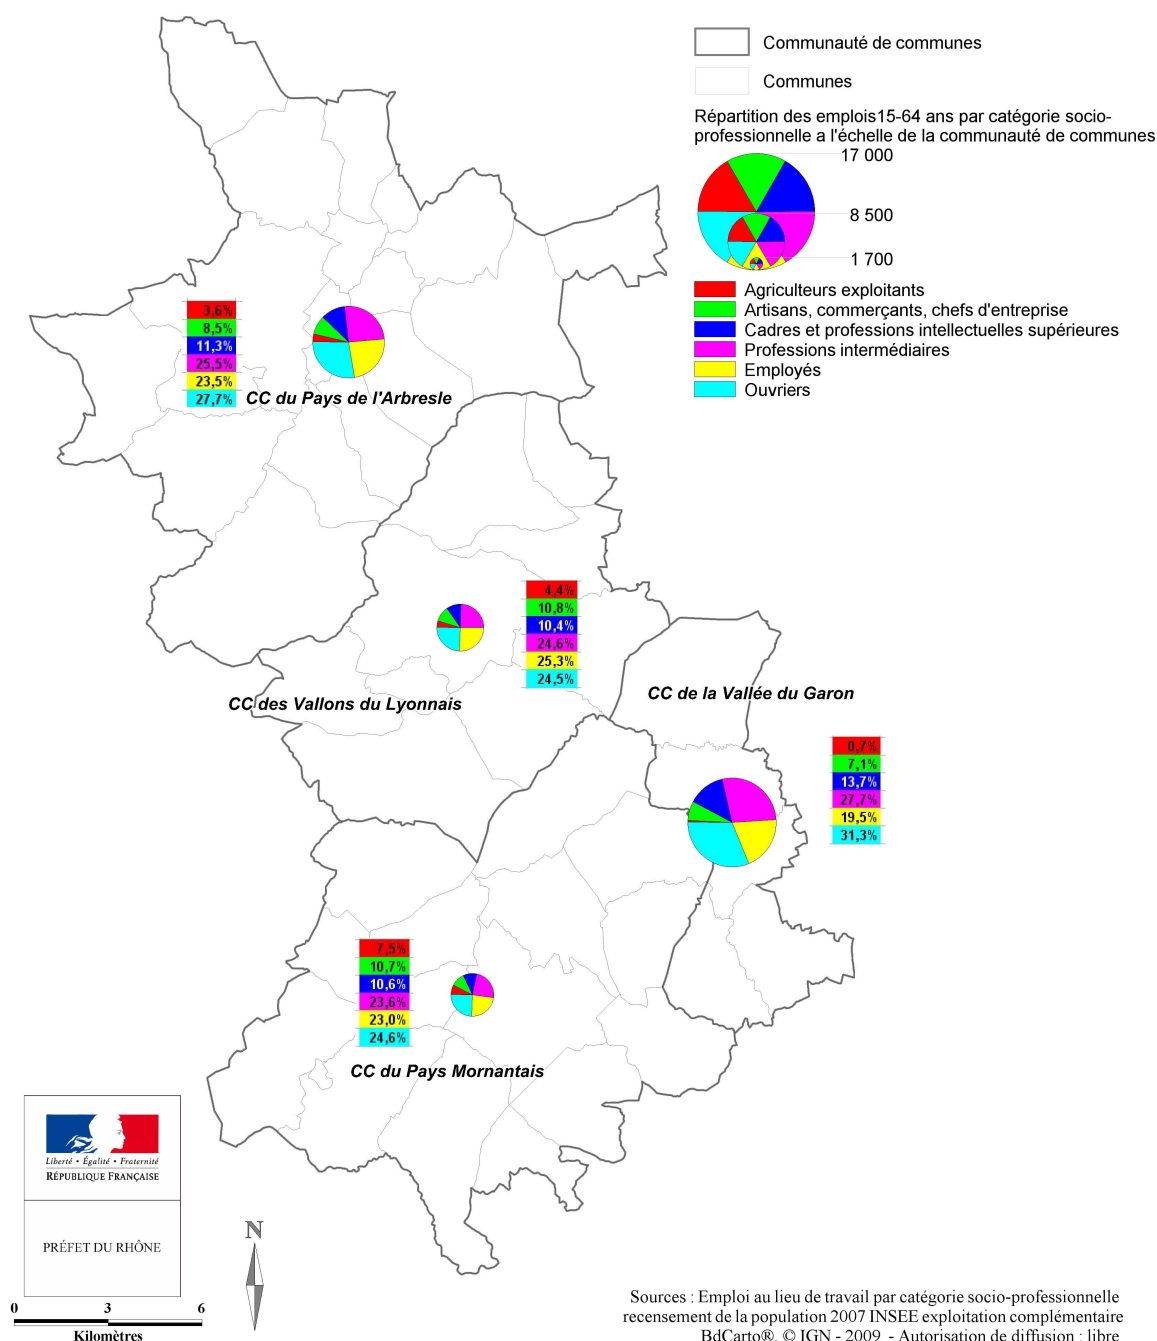 Communauté de communes
Communes
Répartition des emplois15-64 ans par catégorie socio-
professionnelle a l'échelle de la communauté de communes
17 000
8 500
1 700
Agriculteurs exploitants
Artisans, commerçants, chefs d'entreprise
Cadres et professions intellectuelles supérieures
Professions intermédiaires
Employés
Ouvriers
3,6%
8,5%
11,3%
25,5%
23,5%
27,7%
CC du Pays de l'Arbresle
4,4%
10,8%
10,4%
24,6%
25,3%
24,5%
CC des Vallons du Lyonnais
CC de la Vallée du Garon
0,7%
7,1%
13,7%
27,7%
19,5%
31,3%
7,5%
10,7%
10,6%
23,6%
23,0%
24,6%
CC du Pays Mornantais
Liberté • Égalité • Fraternité
RÉPUBLIQUE FRANÇAISE
PRÉFET DU RHÔNE
N
0 3 6
Kilomètres
Sources : Emploi au lieu de travail par catégorie socio-professionnelle
recensement de la population 2007 INSEE exploitation complémentaire
BdCarto®, © IGN - 2009 - Autorisation de diffusion : libre